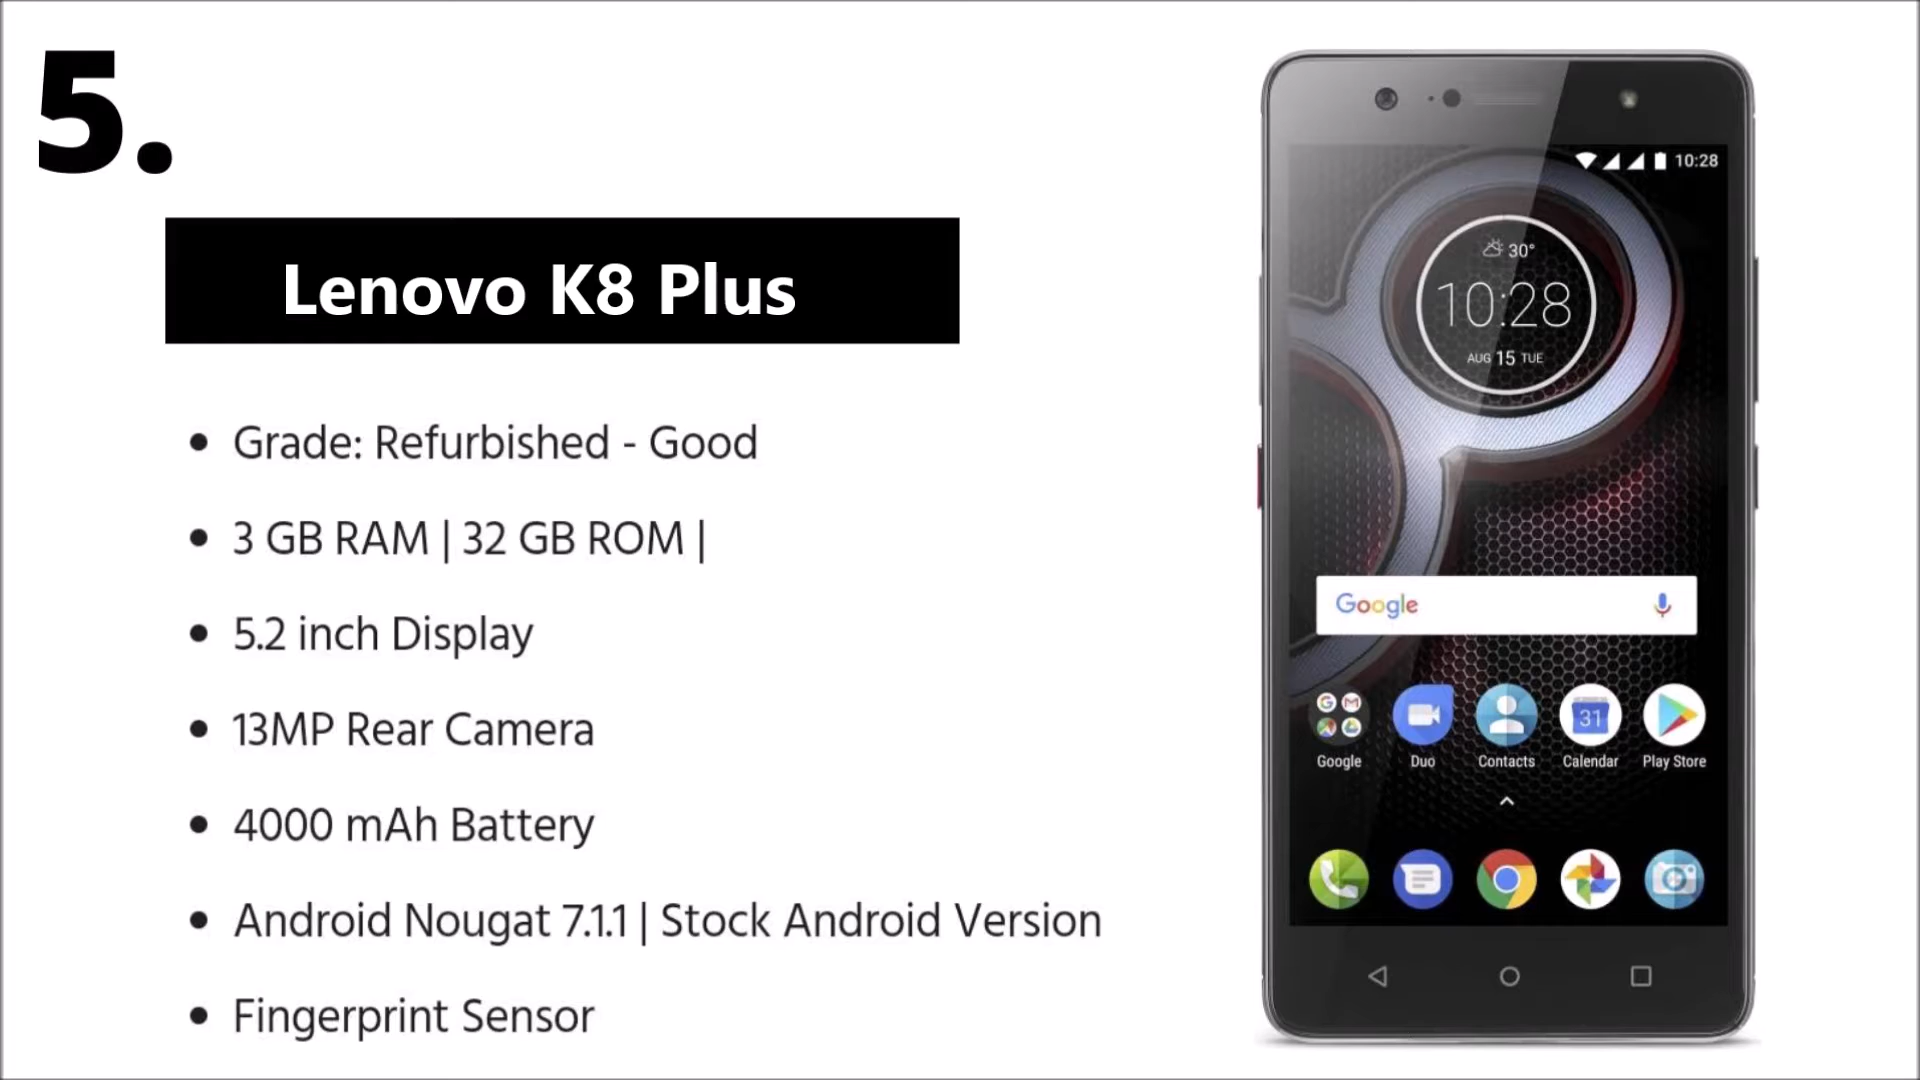 5.
Lenovo K8 Plus
• Grade: Refurbished - Good
• 3 GB RAM | 32 GB ROM |
• 5.2 inch Display
• 13MP Rear Camera
• 4000 mAh Battery
• Android Nougat 7.1.1 | Stock Android Version
• Fingerprint Sensor
10:28
30°
10:28
AUG 15 TUE
Google
31
Google Duo Contacts Calendar Play Store